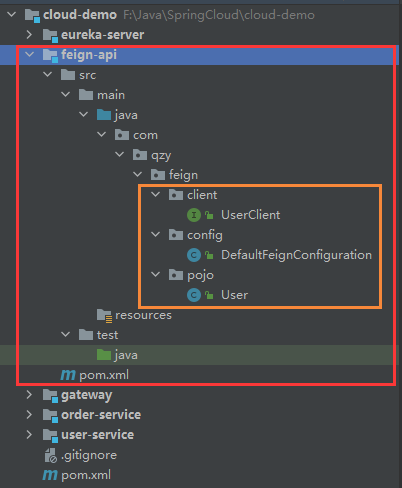 cloud-demo F:\Java\SpringCloud\cloud-demo
eureka-server
feign-api
src
main
java
com
qzy
feign
client
UserClient
config
DefaultFeignConfiguration
pojo
User
resources
test
java
pom.xml
gateway
order-service
user-service
.gitignore
pom.xml